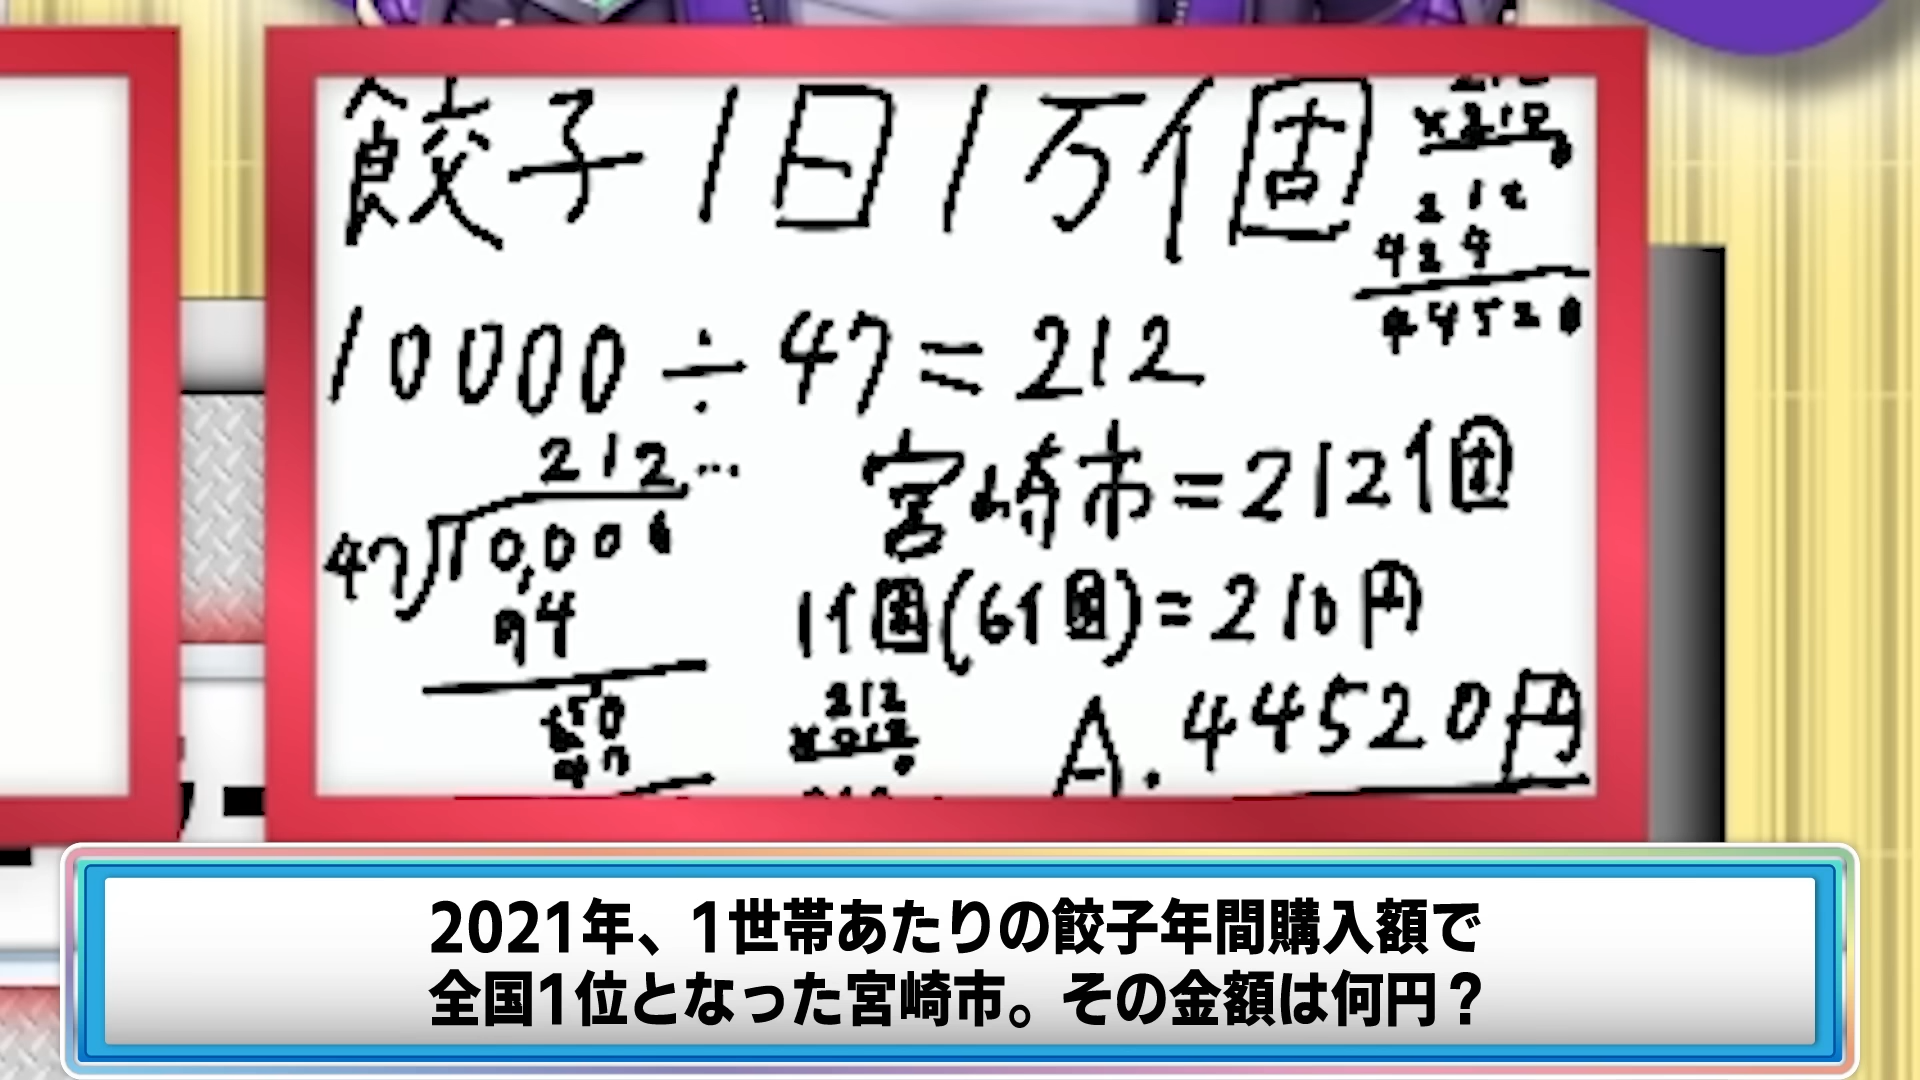 餃子1日1万個
×210
212
424
44520
10000÷47=212
212…
47 10,000
94
宮崎市=212個
1個(6個)=210円
212
A.44520円
2021年、1世帯あたりの餃子年間購入額で
全国1位となった宮崎市。その金額は何円？